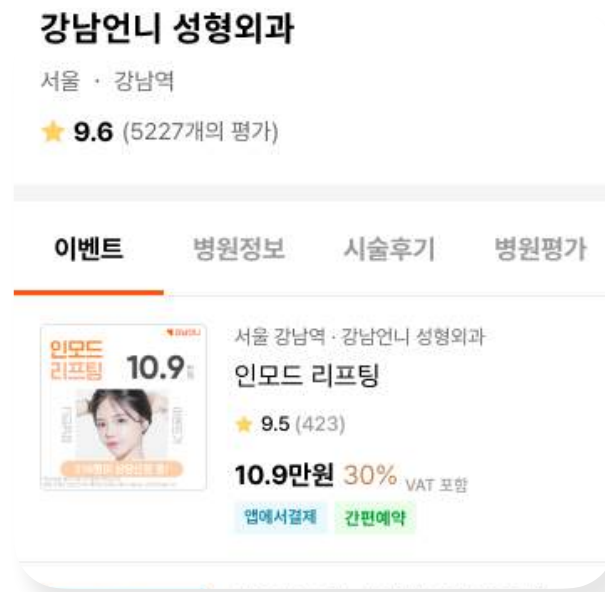 강남언니 성형외과
서울 · 강남역
9.6 (5227개의 평가)
이벤트 병원정보 시술후기 병원평가
강남언니
인모드
리프팅
10.9
서울 강남역 · 강남언니 성형외과
인모드 리프팅
9.5 (423)
10.9만원 30% VAT 포함
앱에서결제 간편예약